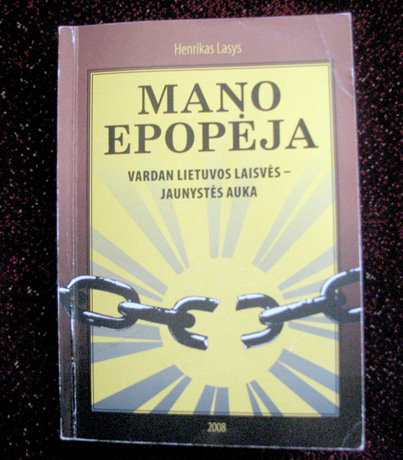 Henrikas Lasys
MANO
EPOPĖJA
VARDAN LIETUVOS LAISVĖS –
JAUNYSTĖS AUKA
2008